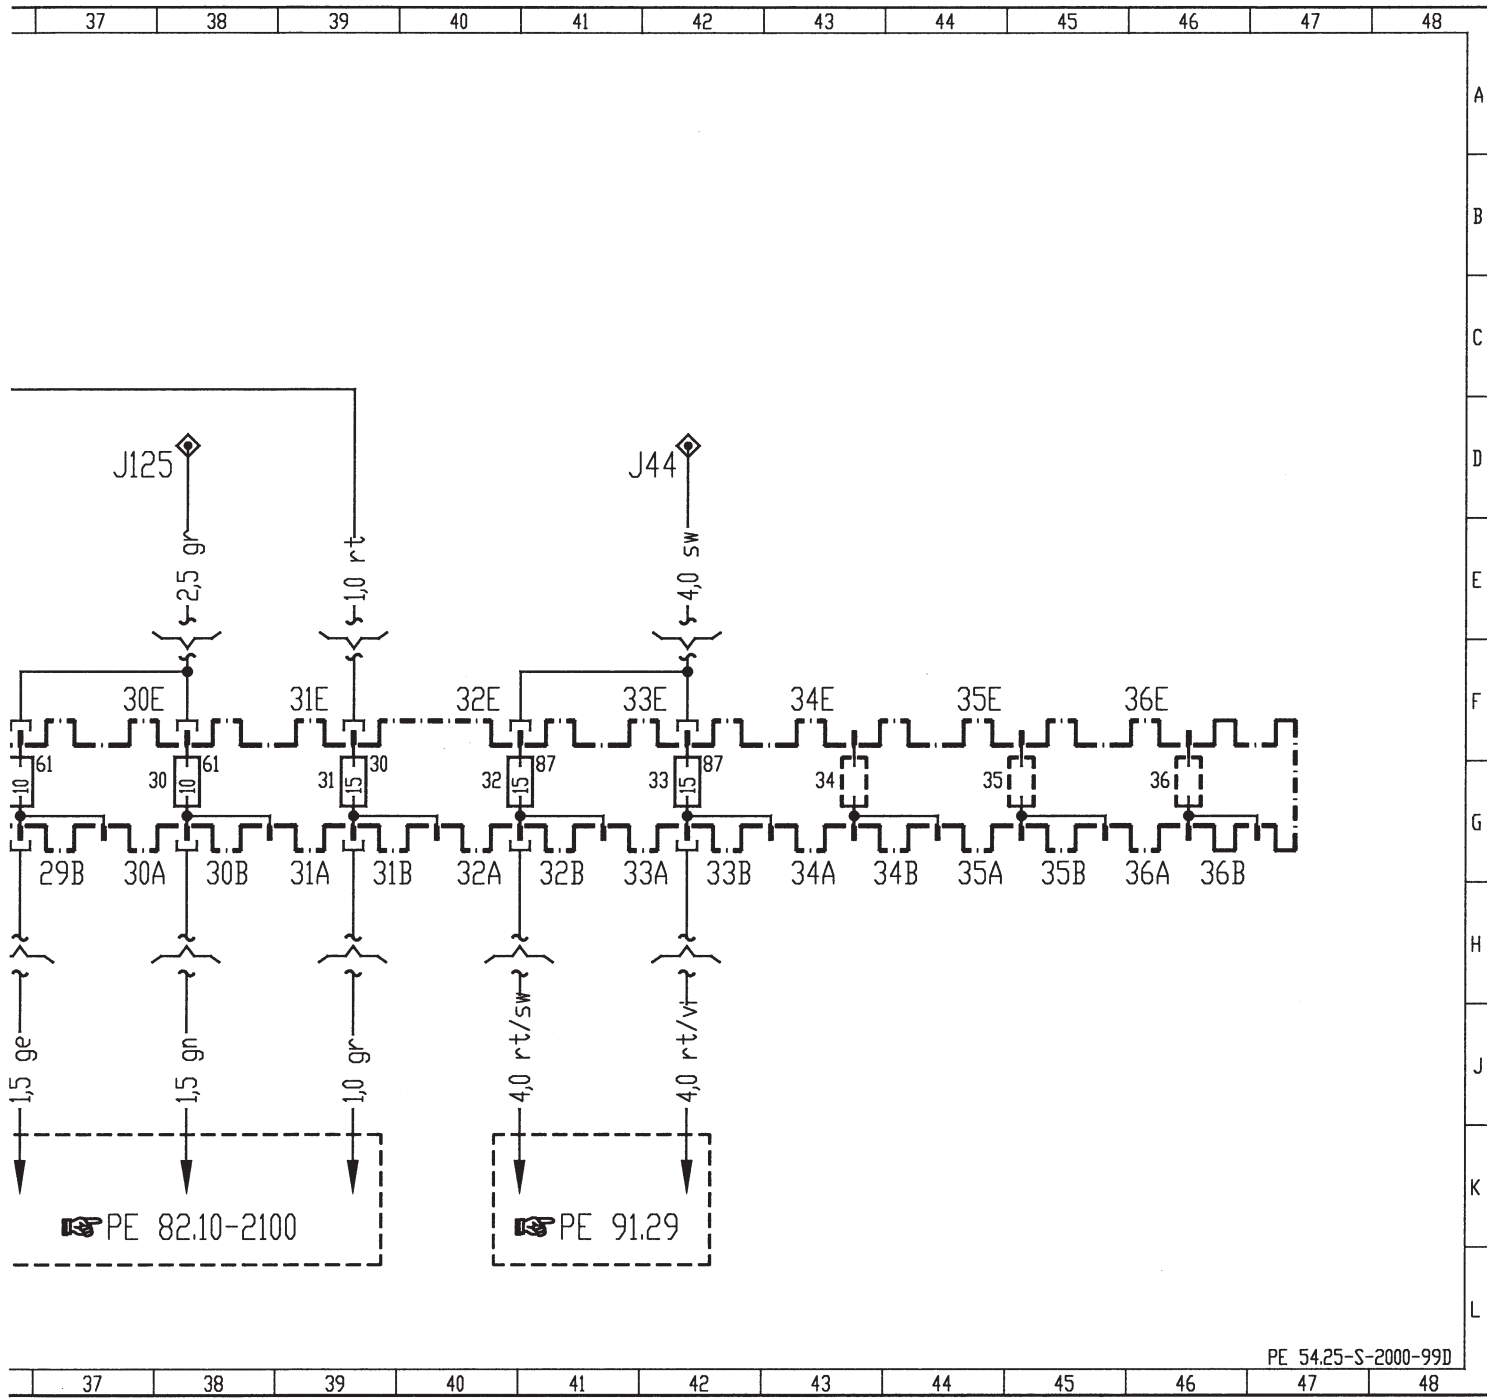 37 38 39 40 41 42 43 44 45 46 47 48
A
B
C
D
J125 J44
2,5 gr 1,0 rt 4,0 sw
E
F
30E 31E 32E 33E 34E 35E 36E
61 61 30 87 87
10 30 10 31 15 32 15 33 15 34 35 36
G
29B 30A 30B 31A 31B 32A 32B 33A 33B 34A 34B 35A 35B 36A 36B
H
1,5 ge 1,5 gn 1,0 gr 4,0 rt/sw 4,0 rt/vi
J
K
PE 82.10-2100 PE 91.29
L
PE 54.25-S-2000-99D
37 38 39 40 41 42 43 44 45 46 47 48